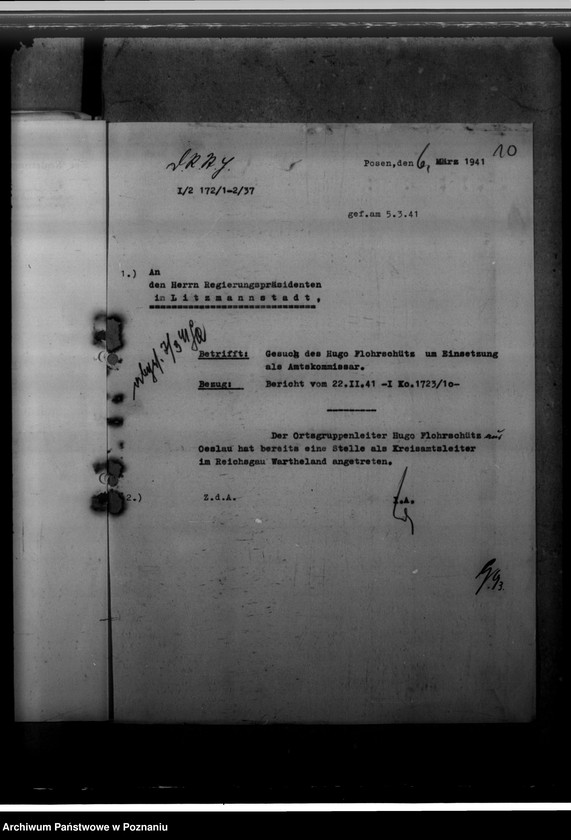 10
Posen,den 6. März 1941
I/2 172/1-2/37
gef.am 5.3.41
1.) An
den Herrn Regierungspräsidenten
in Litzmannstadt,
Betrifft: Gesuch des Hugo Flohrschütz um Einsetzung
als Amtskommissar.
Bezug: Bericht vom 22.II.41 -I Ko.1723/1o-
Der Ortsgruppenleiter Hugo Flohrschütz aus
Oeslau hat bereits eine Stelle als Kreisamtsleiter
im Reichsgau Wartheland angetreten.
2.) Z.d.A. I.A.
Archiwum Państwowe w Poznaniu